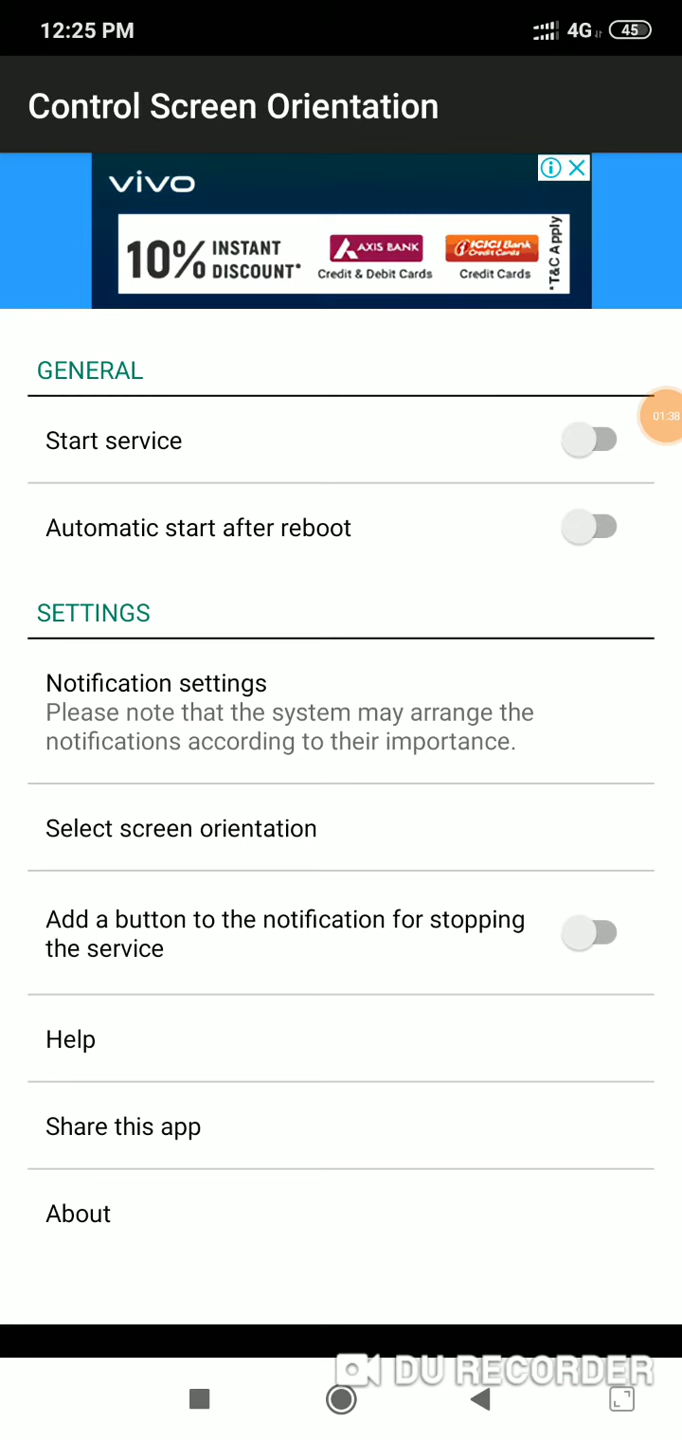 12:25 PM 4G 45
Control Screen Orientation
vivo
10% INSTANT DISCOUNT*
AXIS BANK
Credit & Debit Cards
ICICI Bank
Credit Cards
Credit Cards
*T&C Apply
GENERAL
Start service
01:38
Automatic start after reboot
SETTINGS
Notification settings
Please note that the system may arrange the
notifications according to their importance.
Select screen orientation
Add a button to the notification for stopping
the service
Help
Share this app
About
DU RECORDER